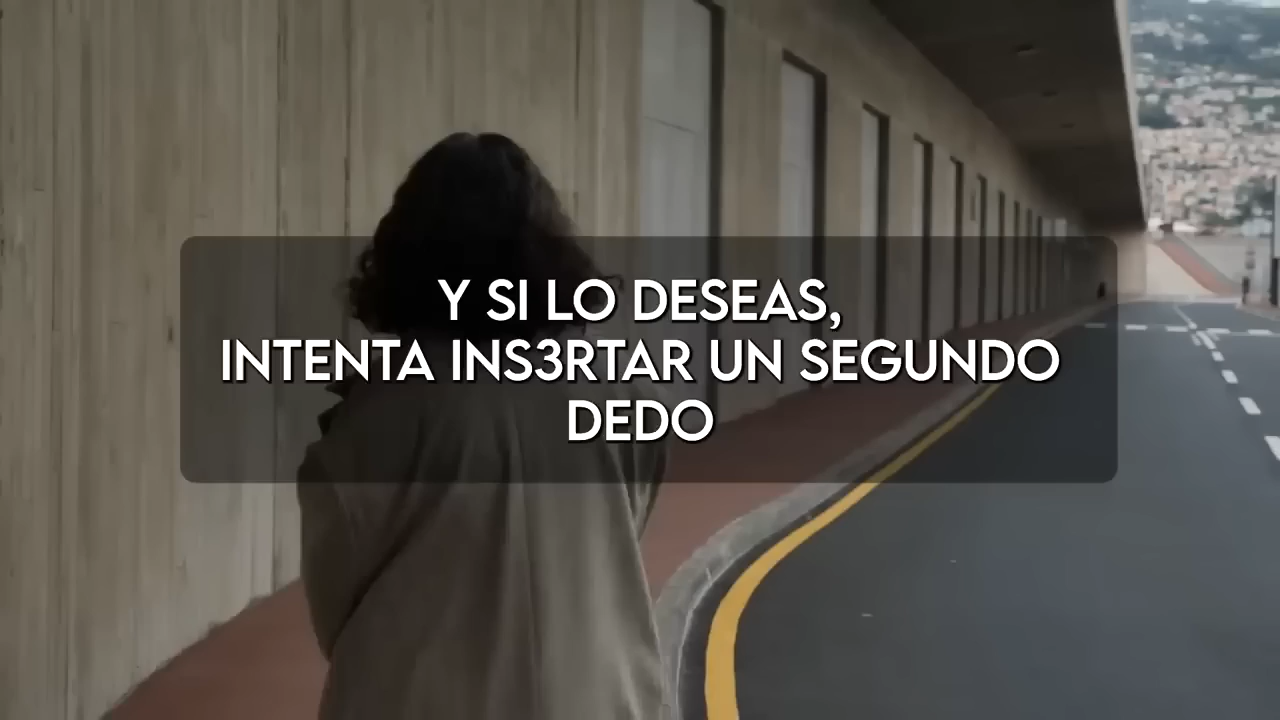 Y SI LO DESEAS,
INTENTA INS3RTAR UN SEGUNDO
DEDO